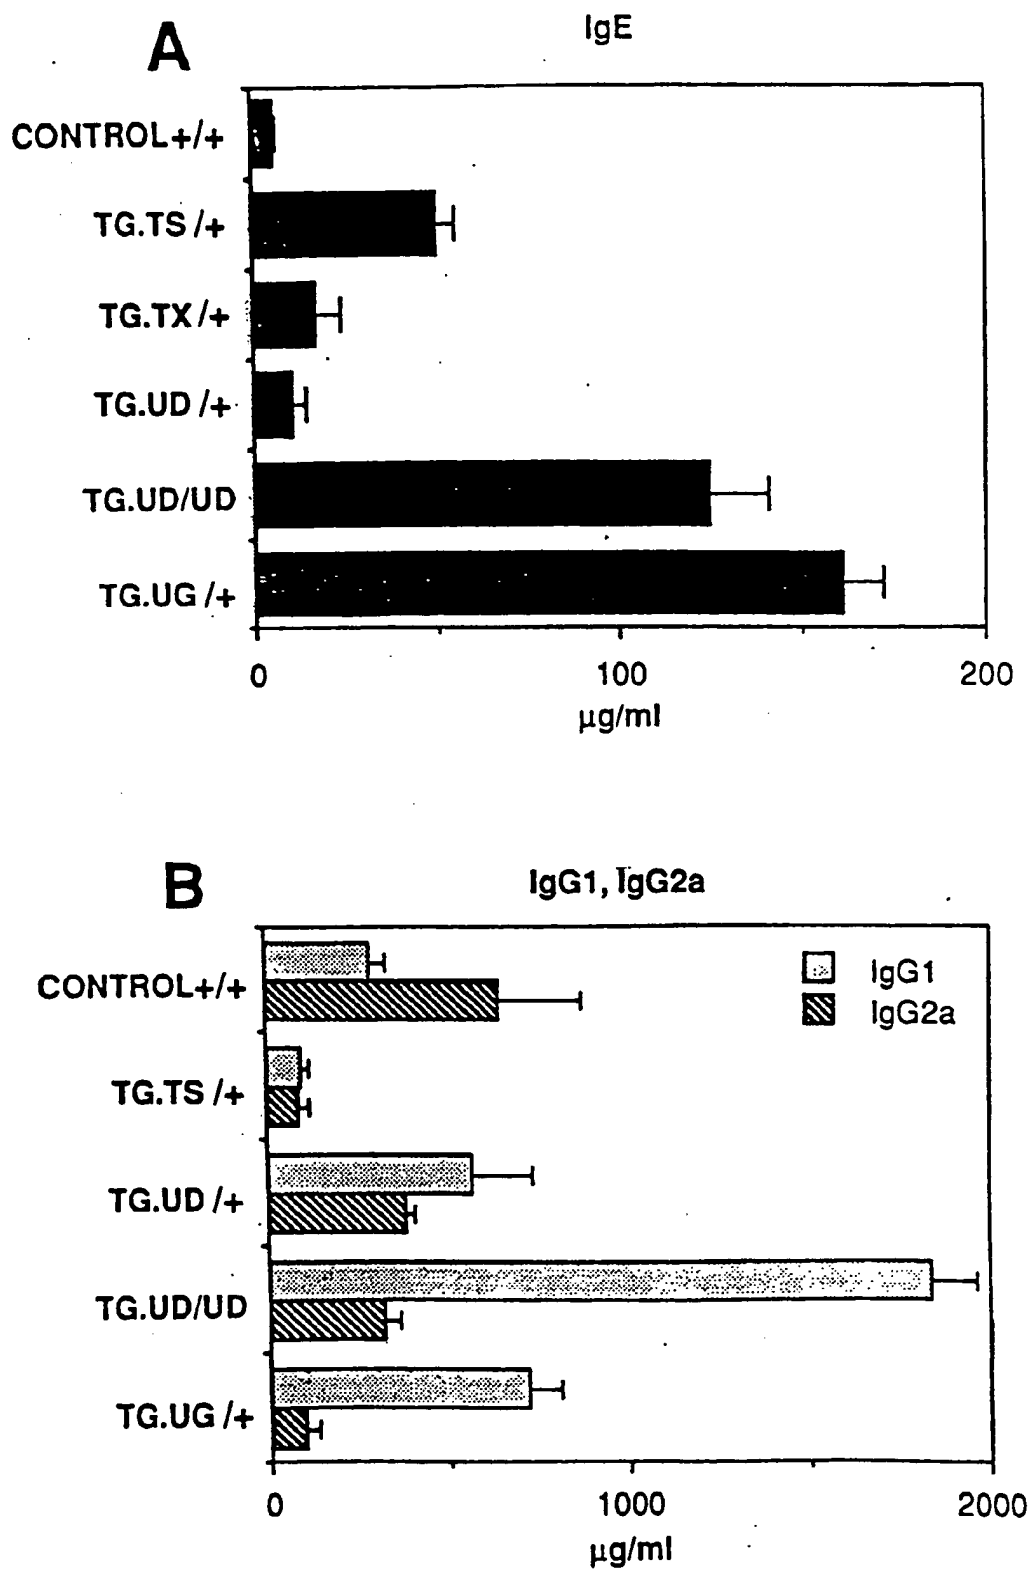 A
IgE
CONTROL+/+
TG.TS /+
TG.TX /+
TG.UD /+
TG.UD/UD
TG.UG /+
0 100 200
µg/ml
B
IgG1, IgG2a
IgG1
IgG2a
CONTROL+/+
TG.TS /+
TG.UD /+
TG.UD/UD
TG.UG /+
0 1000 2000
µg/ml